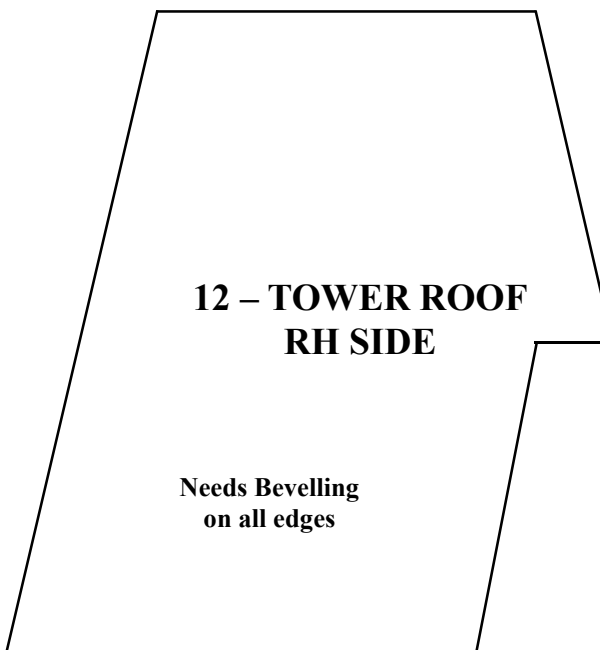 12 – TOWER ROOF
RH SIDE
Needs Bevelling
on all edges